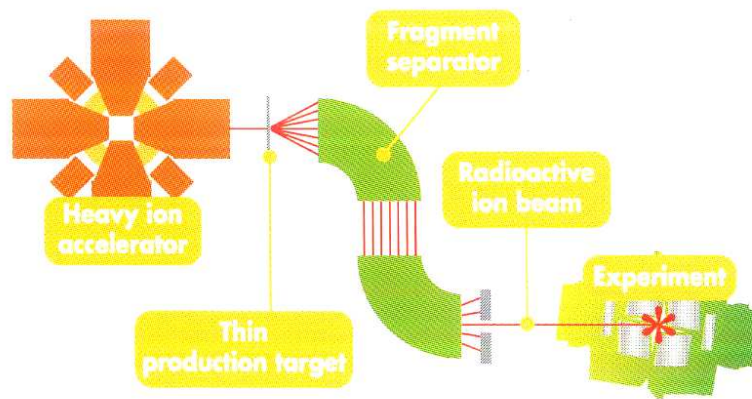 Fragment
separator
Radioactive
ion beam
Heavy ion
accelerator
Experiment
Thin
production target